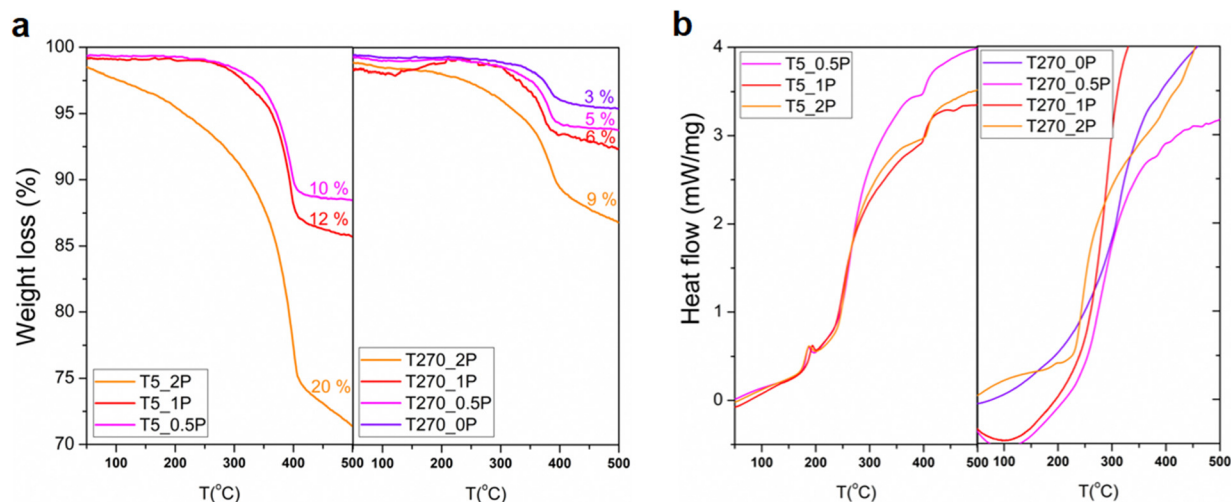 a
b
Weight loss (%)
100
95
90
85
80
75
70
10 %
12 %
20 %
T5_2P
T5_1P
T5_0.5P
100
200
300
400
500
T(°C)
3 %
5 %
6 %
9 %
T270_2P
T270_1P
T270_0.5P
T270_0P
100
200
300
400
500
T(°C)
Heat flow (mW/mg)
4
3
2
1
0
T5_0.5P
T5_1P
T5_2P
100
200
300
400
500
T(°C)
T270_0P
T270_0.5P
T270_1P
T270_2P
100
200
300
400
500
T(°C)